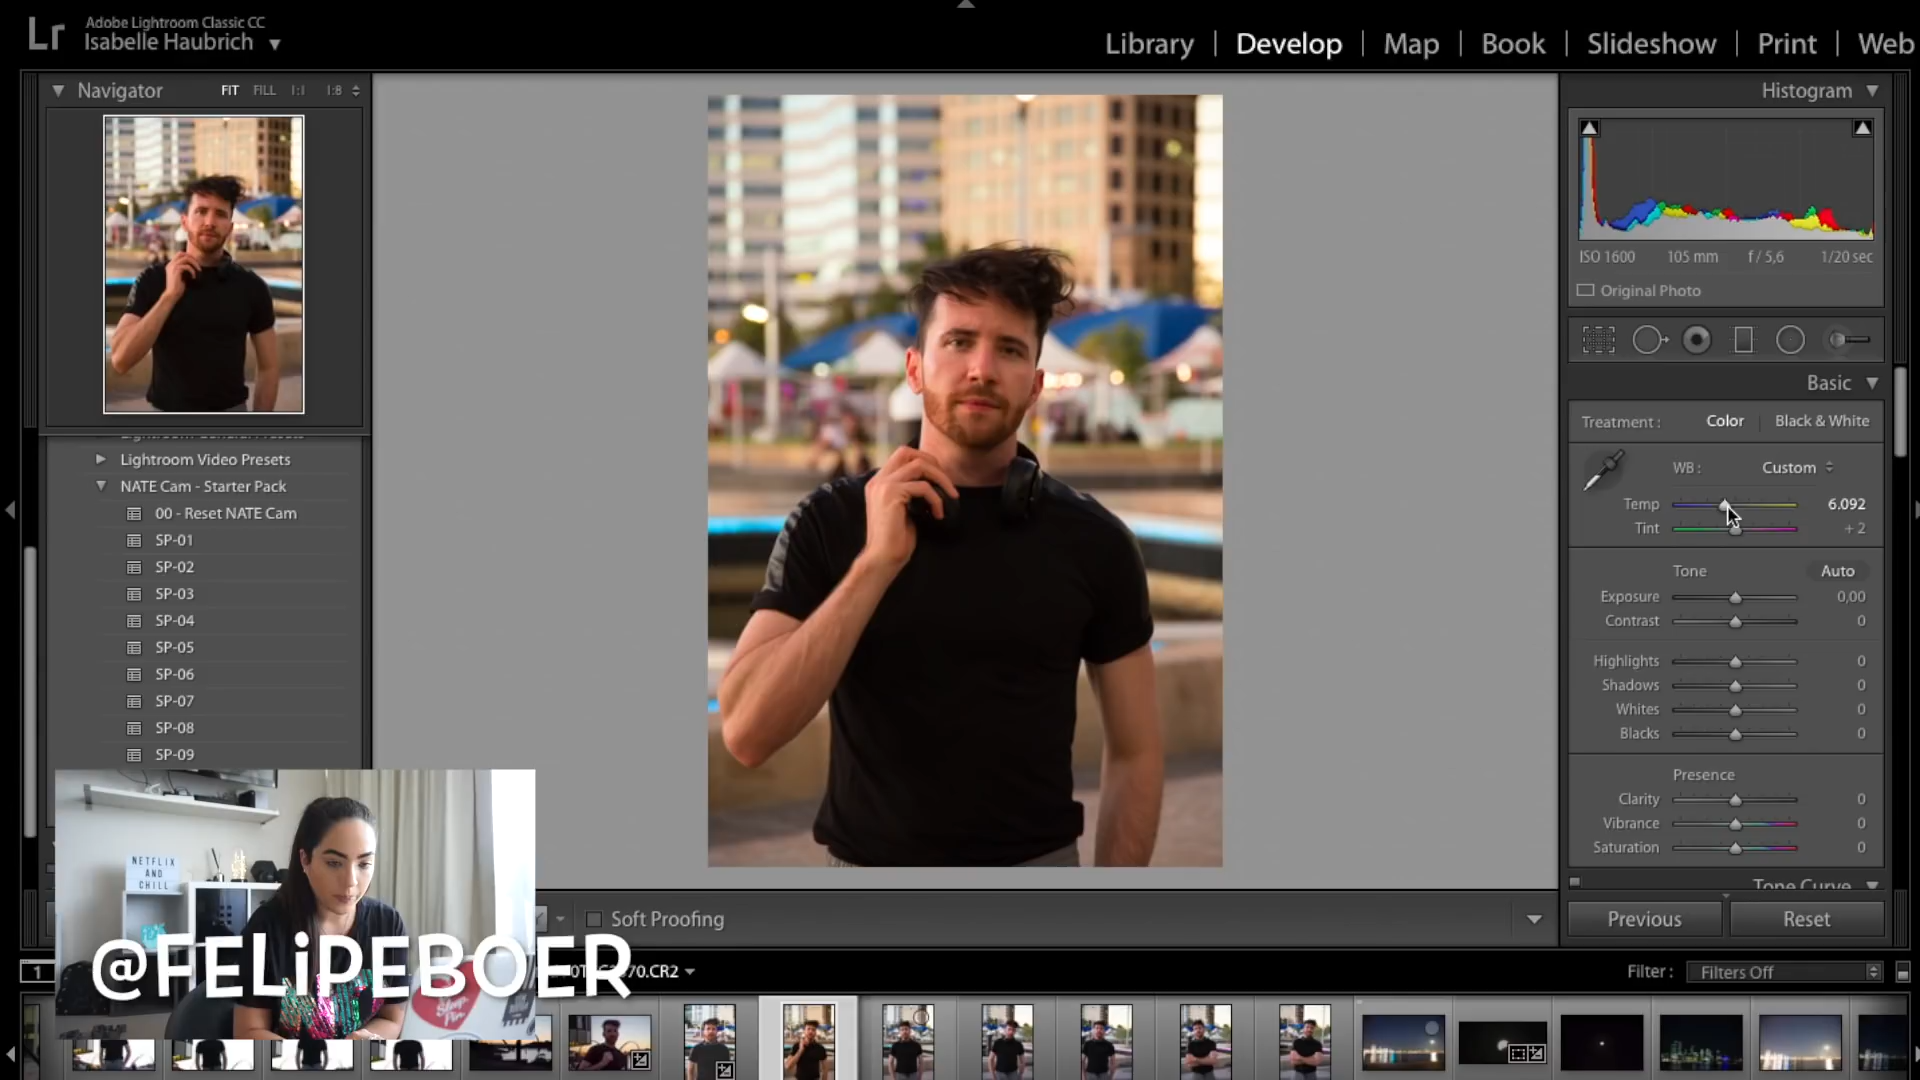 Lr
Adobe Lightroom Classic CC
Isabelle Haubrich
Library | Develop | Map | Book | Slideshow | Print | Web
Navigator FIT FILL 1:1 1:8
Lightroom Video Presets
NATE Cam - Starter Pack
00 - Reset NATE Cam
SP-01
SP-02
SP-03
SP-04
SP-05
SP-06
SP-07
SP-08
SP-09
NETFLIX
AND
CHILL
@FELiPEBOER
Soft Proofing
1
70.CR2
Filter : Filters Off
Histogram
ISO 1600 105 mm f / 5,6 1/20 sec
Original Photo
Basic
Treatment : Color Black & White
WB : Custom
Temp 6.092
Tint + 2
Tone Auto
Exposure 0,00
Contrast 0
Highlights 0
Shadows 0
Whites 0
Blacks 0
Presence
Clarity 0
Vibrance 0
Saturation 0
Tone Curve
Previous Reset